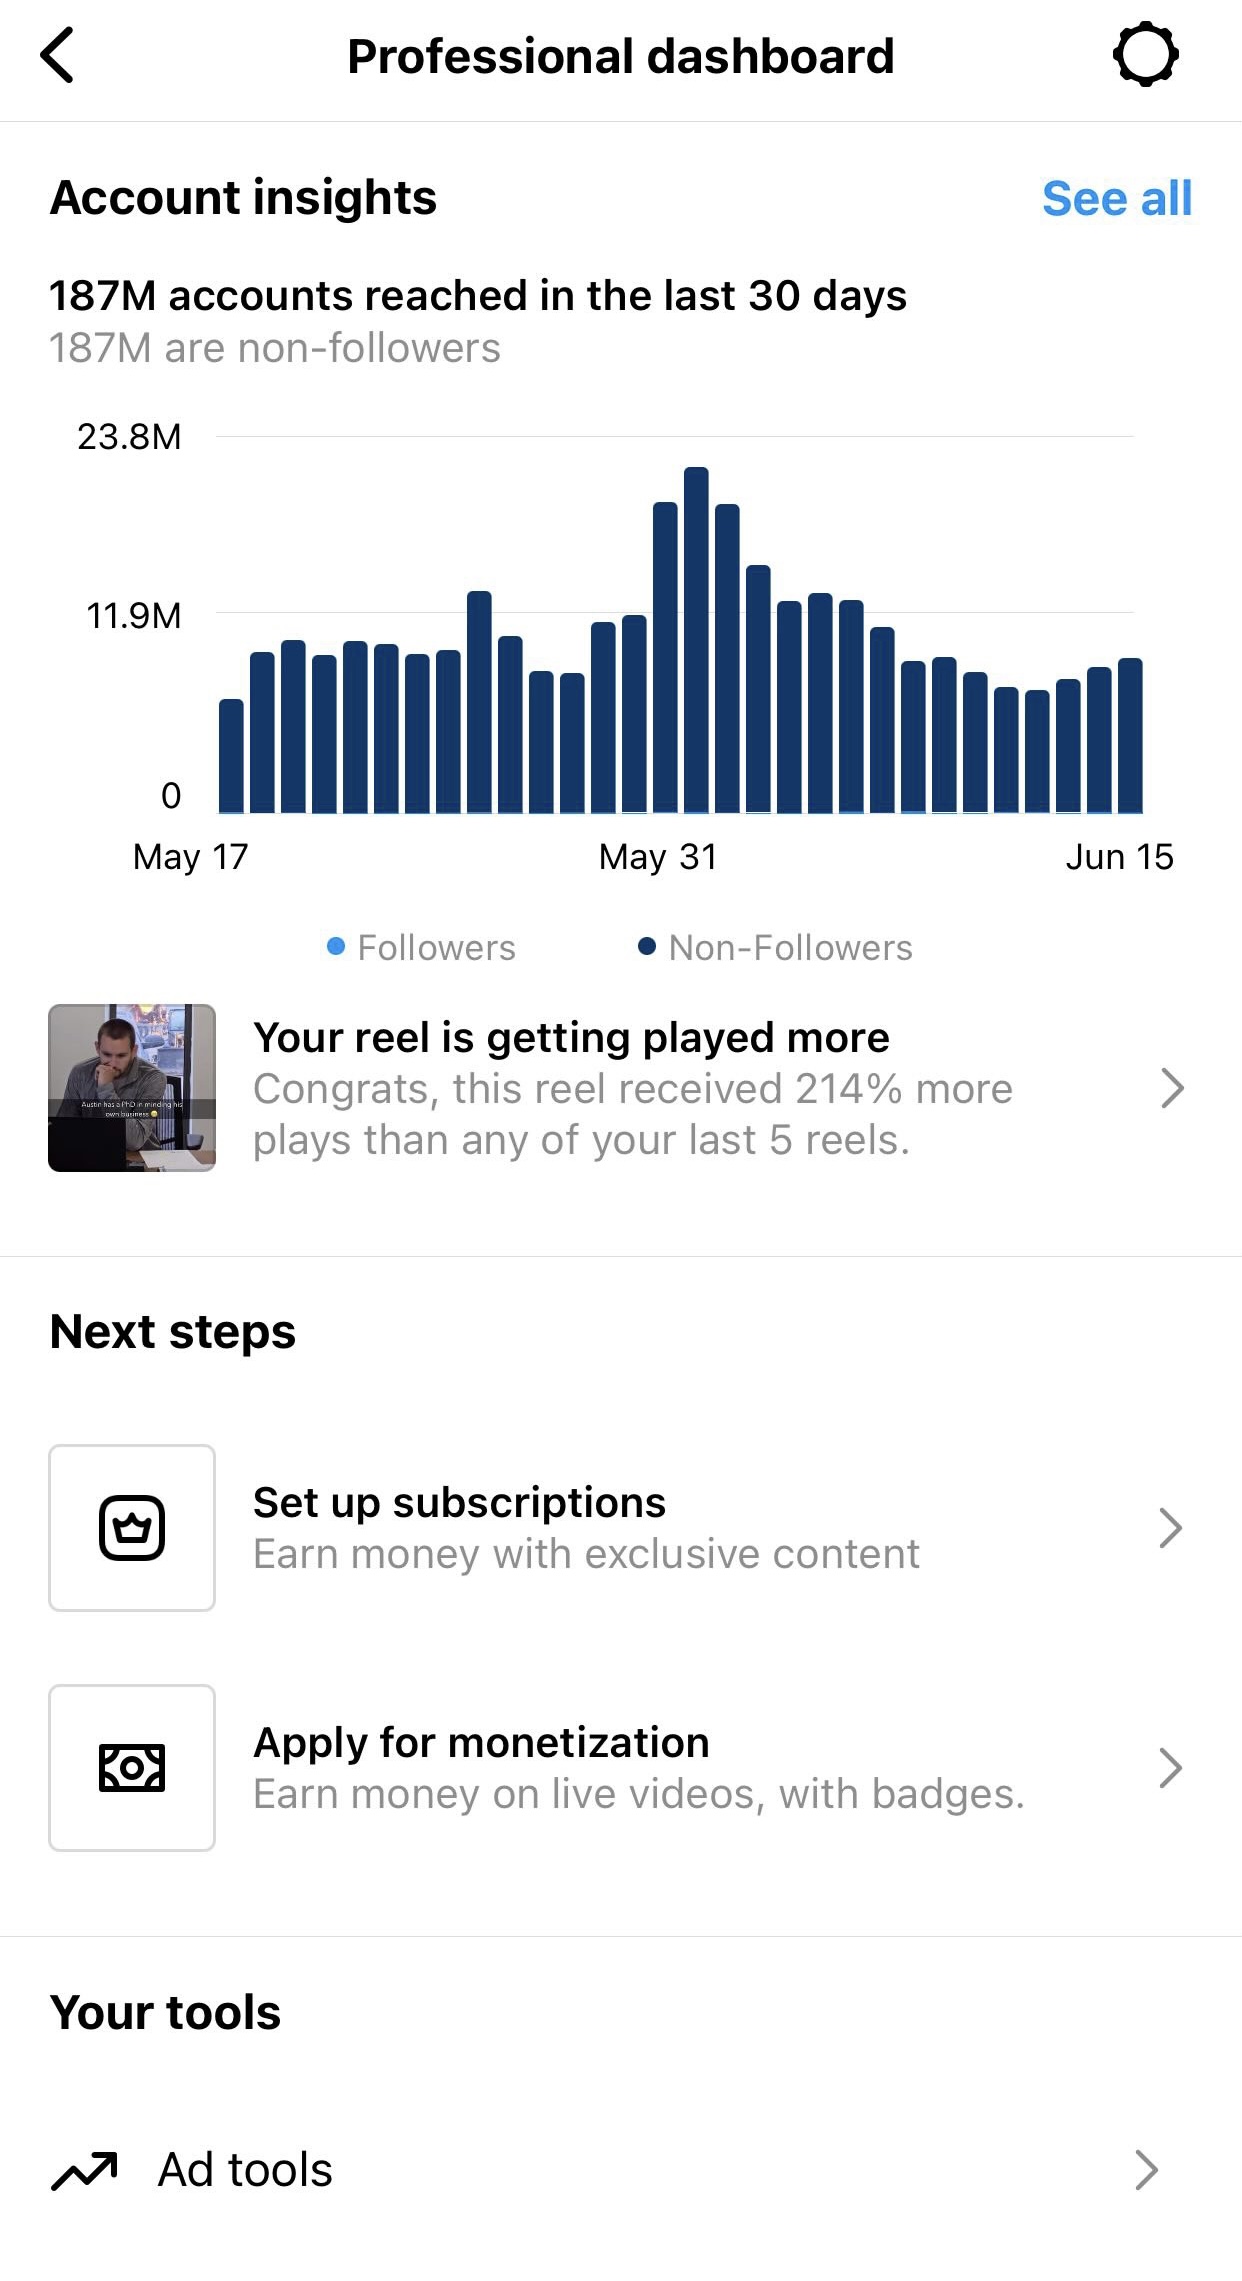 Professional dashboard
Account insights
See all
187M accounts reached in the last 30 days
187M are non-followers
23.8M
11.9M
0
May 17
May 31
Jun 15
Followers
Non-Followers
Austin has a PhD in minding his
own business
Your reel is getting played more
Congrats, this reel received 214% more
plays than any of your last 5 reels.
Next steps
Set up subscriptions
Earn money with exclusive content
Apply for monetization
Earn money on live videos, with badges.
Your tools
Ad tools